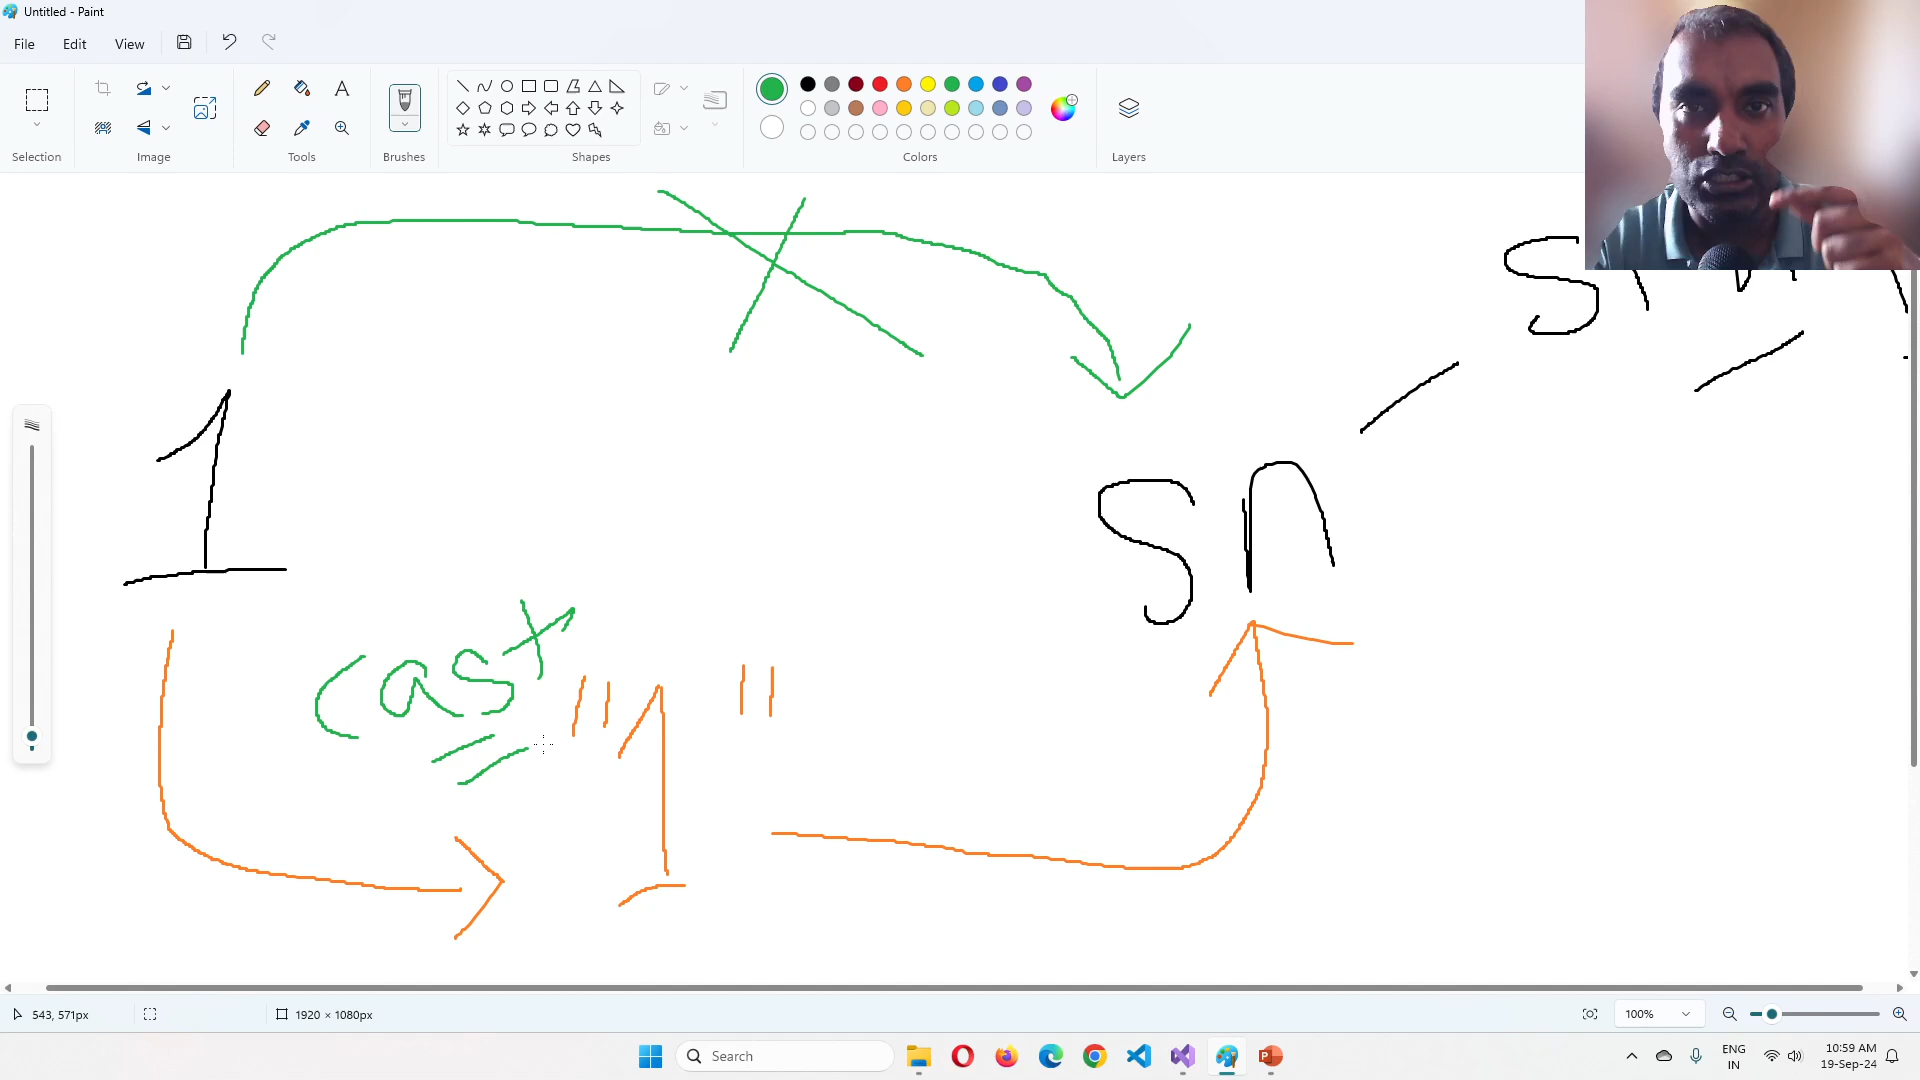 Untitled - Paint
File Edit View
Selection Image Tools Brushes Shapes Colors Layers
1
sn
cast
"1"
543, 571px 1920 × 1080px 100%
Search ENG IN 10:59 AM 19-Sep-24